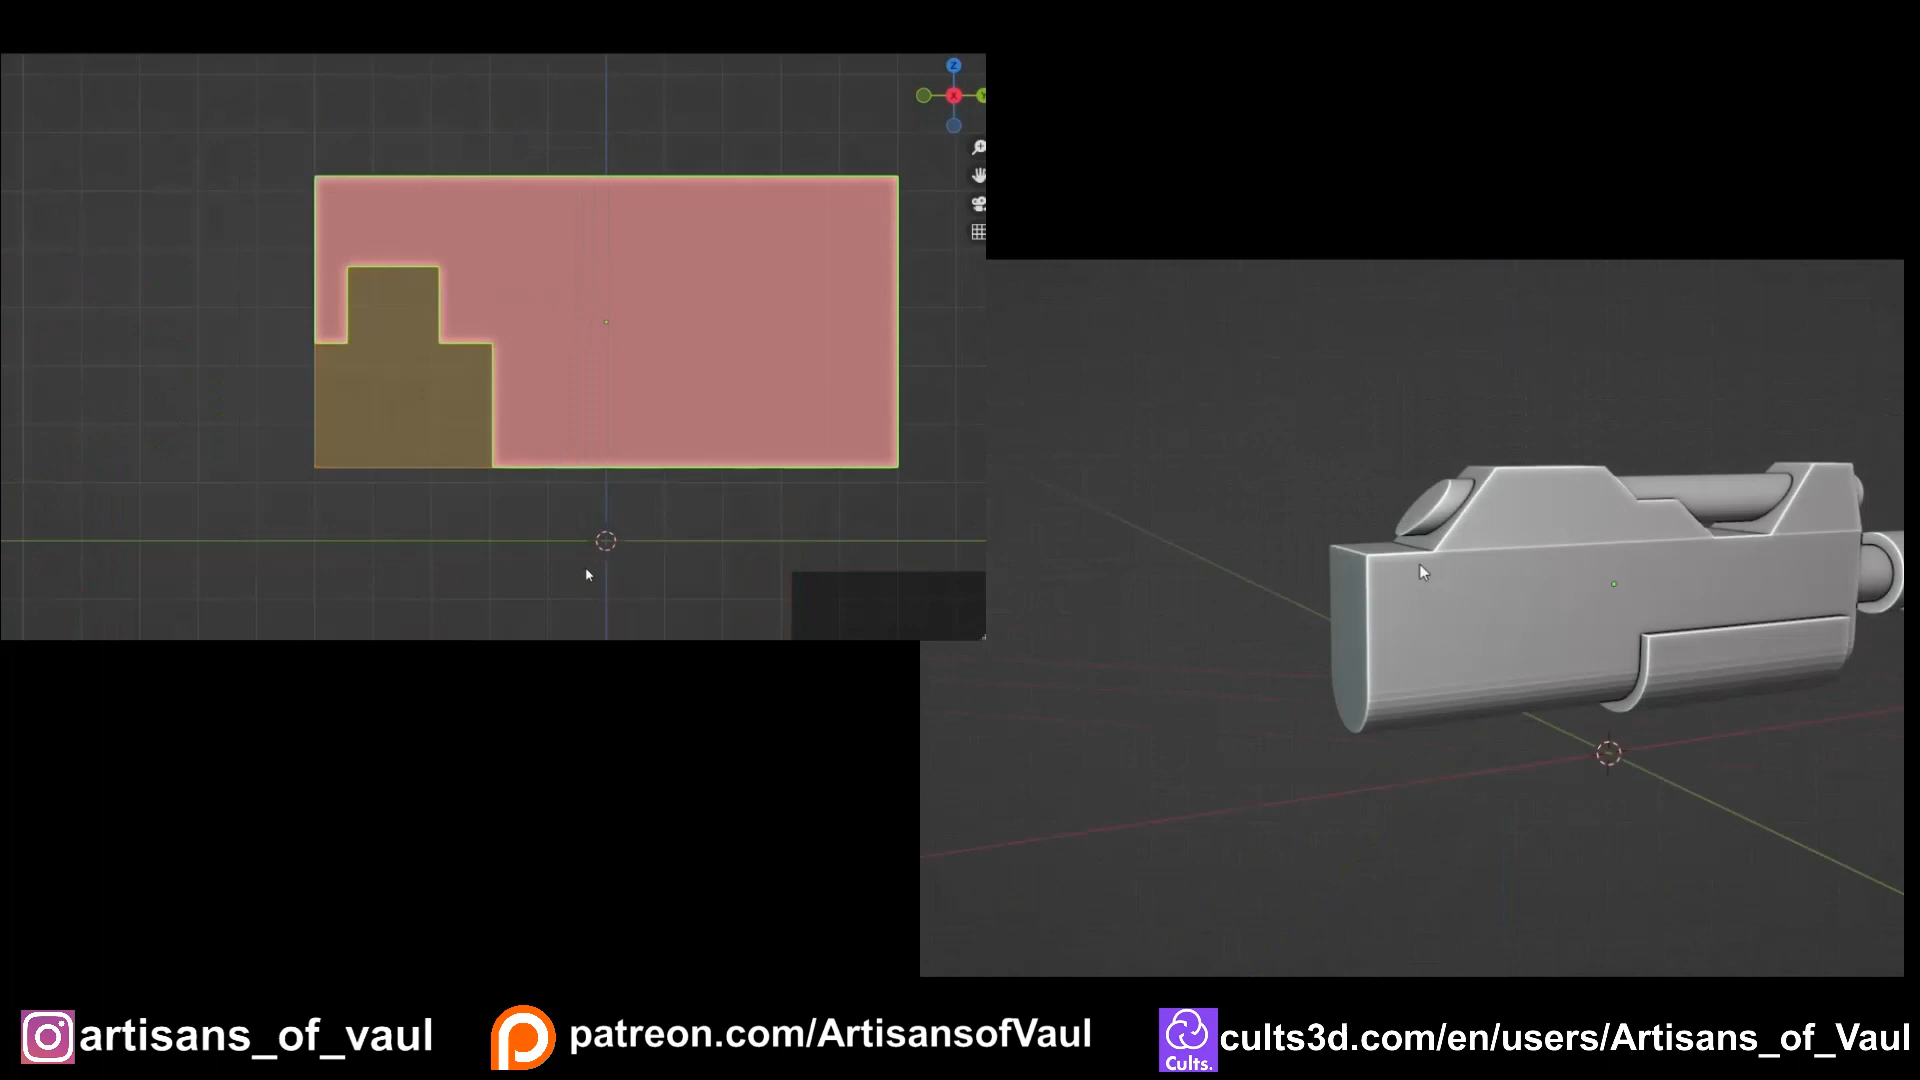 Z
X
Y
artisans_of_vaul
patreon.com/ArtisansofVaul
Cults.
cults3d.com/en/users/Artisans_of_Vaul